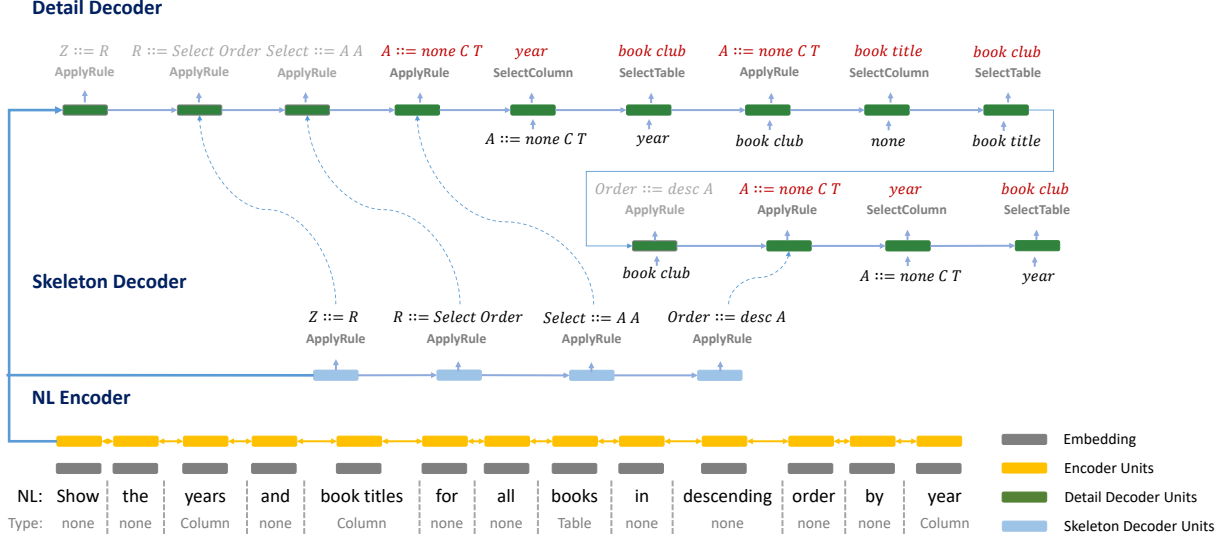 Detail Decoder
Z ::= R R ::= Select Order Select ::= A A A ::= none C T year book club A ::= none C T book title book club
ApplyRule ApplyRule ApplyRule ApplyRule SelectColumn SelectTable ApplyRule SelectColumn SelectTable
A ::= none C T year book club none book title
Order ::= desc A A ::= none C T year book club
ApplyRule ApplyRule SelectColumn SelectTable
book club A ::= none C T year
Skeleton Decoder
Z ::= R R ::= Select Order Select ::= A A Order ::= desc A
ApplyRule ApplyRule ApplyRule ApplyRule
NL Encoder
Embedding
Encoder Units
Detail Decoder Units
Skeleton Decoder Units
NL: Show the years and book titles for all books in descending order by year
Type: none none Column none Column none none Table none none none none Column